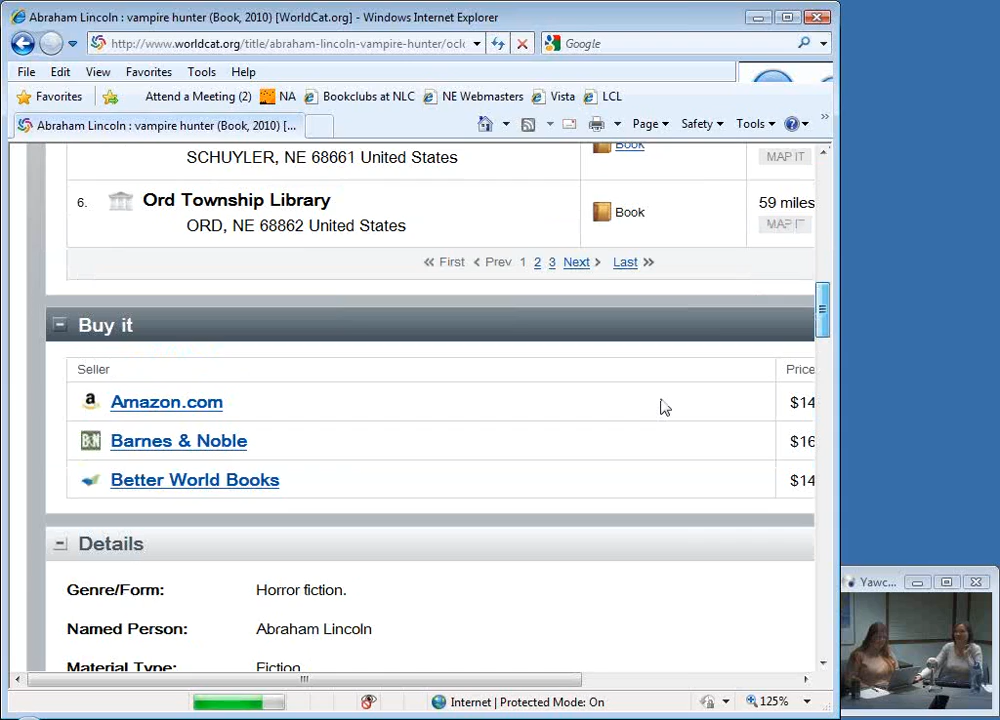 Abraham Lincoln : vampire hunter (Book, 2010) [WorldCat.org] - Windows Internet Explorer
http://www.worldcat.org/title/abraham-lincoln-vampire-hunter/oclc
Google
File Edit View Favorites Tools Help
Favorites Attend a Meeting (2) NA Bookclubs at NLC NE Webmasters Vista LCL
Abraham Lincoln : vampire hunter (Book, 2010) [...
Page Safety Tools
SCHUYLER, NE 68661 United States
Book
MAP IT
6. Ord Township Library
ORD, NE 68862 United States
Book
59 miles
MAP IT
« First < Prev 1 2 3 Next > Last »
Buy it
Seller Price
Amazon.com $14
Barnes & Noble $16
Better World Books $14
Details
Genre/Form: Horror fiction.
Named Person: Abraham Lincoln
Material Type: Fiction
Internet | Protected Mode: On 125%
Yawc...